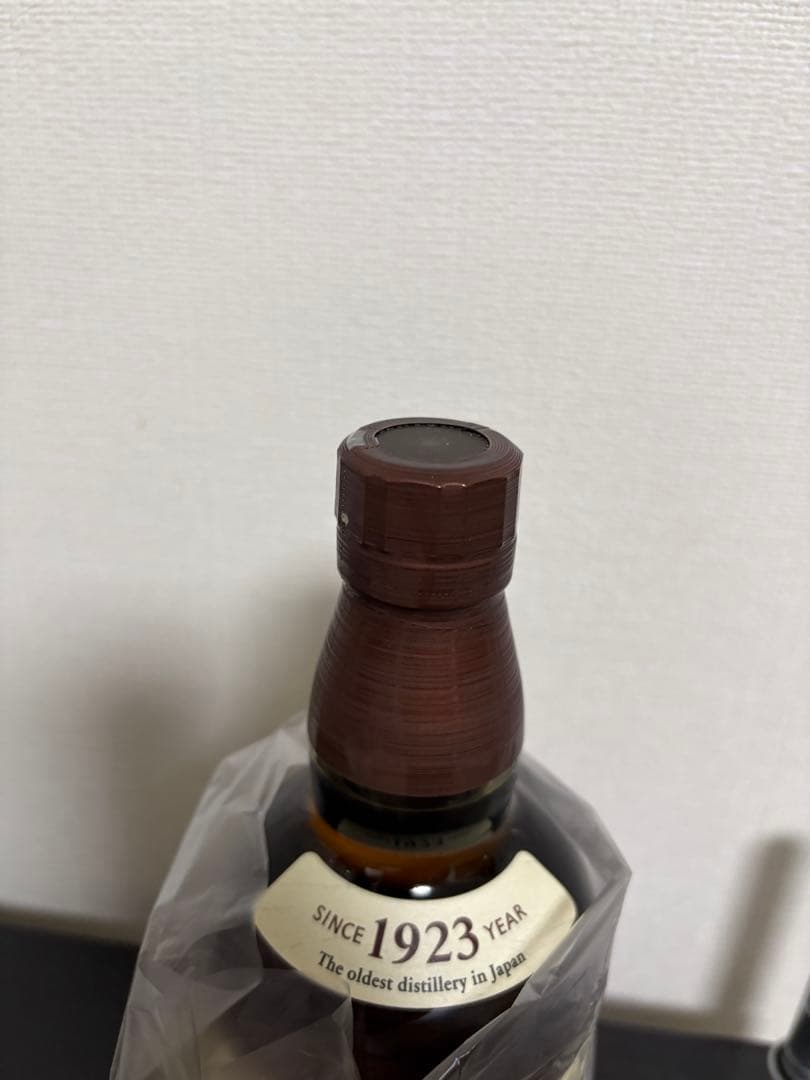 SINCE 1923 YEAR
The oldest distillery in Japan